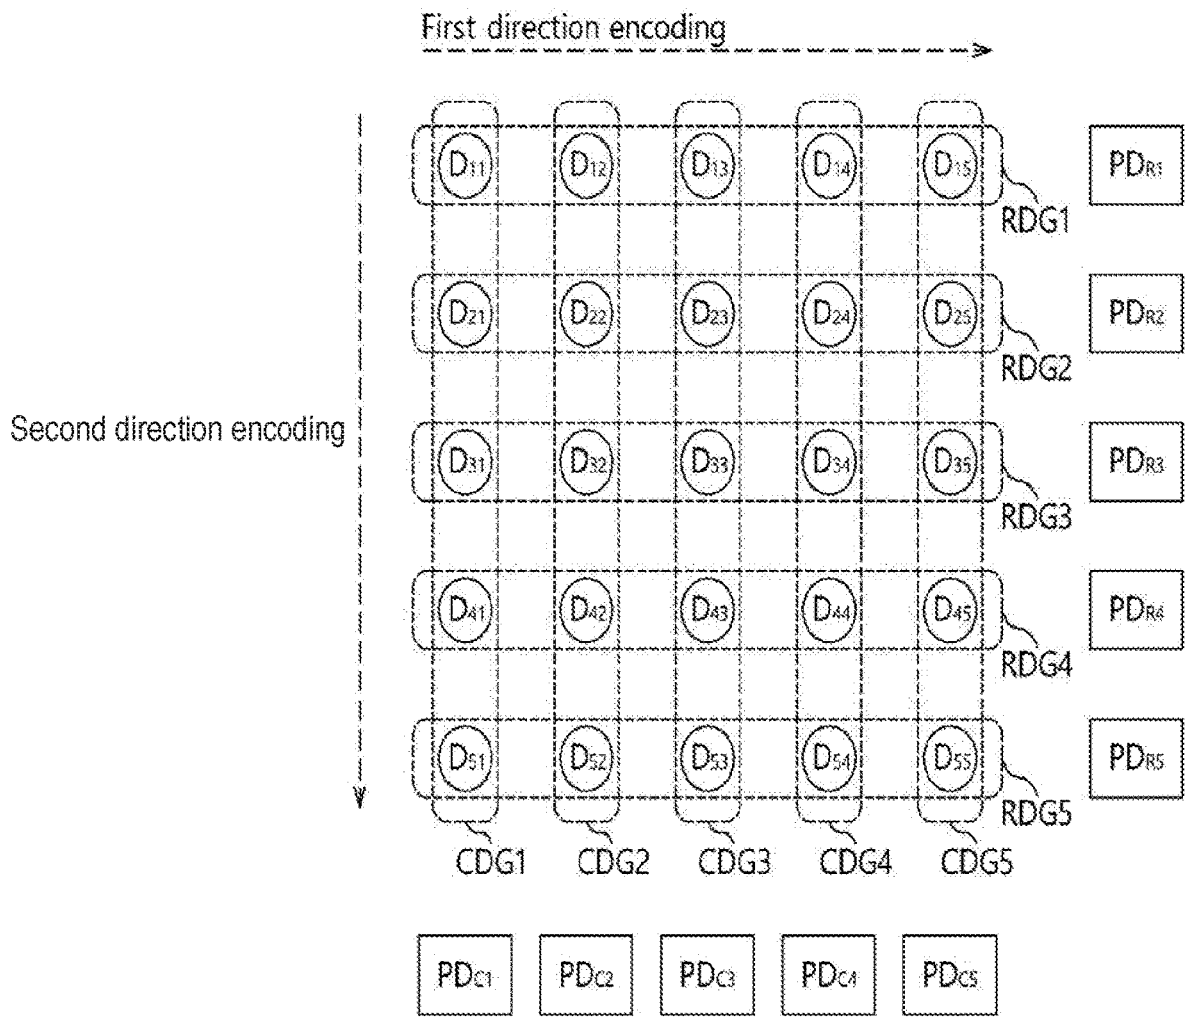 First direction encoding
D11 D12 D13 D14 D15 PDR1
RDG1
D21 D22 D23 D24 D25 PDR2
RDG2
Second direction encoding
D31 D32 D33 D34 D35 PDR3
RDG3
D41 D42 D43 D44 D45 PDR4
RDG4
D51 D52 D53 D54 D55 PDR5
RDG5
CDG1 CDG2 CDG3 CDG4 CDG5
PDC1 PDC2 PDC3 PDC4 PDC5